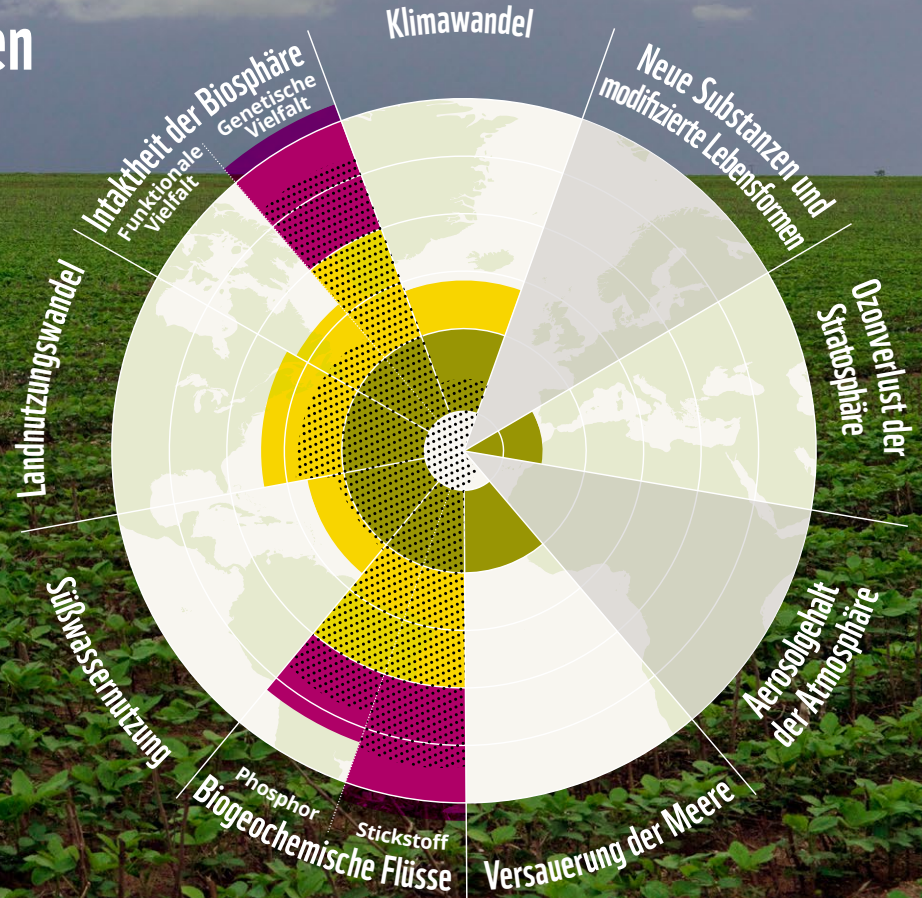 en
Klimawandel
Neue Substanzen und
modifizierte Lebensformen
Ozonverlust der
Stratosphäre
Aerosolgehalt
der Atmosphäre
Versauerung der Meere
Biogeochemische Flüsse
Stickstoff
Phosphor
Süßwassernutzung
Landnutzungswandel
Intaktheit der Biosphäre
Funktionale
Vielfalt
Genetische
Vielfalt